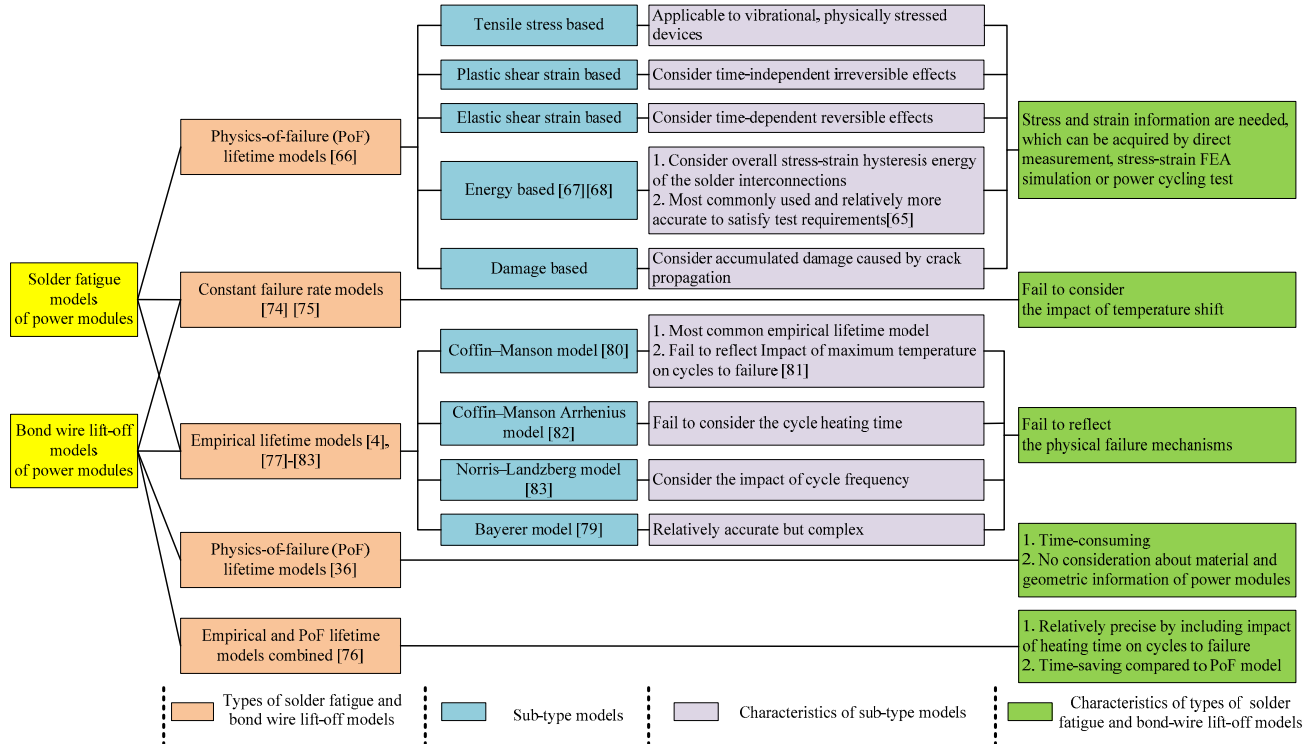 Solder fatigue
models
of power modules
Bond wire lift-off
models
of power modules
Physics-of-failure (PoF)
lifetime models [66]
Constant failure rate models
[74] [75]
Empirical lifetime models [4],
[77]-[83]
Physics-of-failure (PoF)
lifetime models [36]
Empirical and PoF lifetime
models combined [76]
Tensile stress based
Plastic shear strain based
Elastic shear strain based
Energy based [67][68]
Damage based
Coffin–Manson model [80]
Coffin–Manson Arrhenius
model [82]
Norris–Landzberg model
[83]
Bayerer model [79]
Applicable to vibrational, physically stressed
devices
Consider time-independent irreversible effects
Consider time-dependent reversible effects
1. Consider overall stress-strain hysteresis energy
of the solder interconnections
2. Most commonly used and relatively more
accurate to satisfy test requirements[65]
Consider accumulated damage caused by crack
propagation
1. Most common empirical lifetime model
2. Fail to reflect Impact of maximum temperature
on cycles to failure [81]
Fail to consider the cycle heating time
Consider the impact of cycle frequency
Relatively accurate but complex
Stress and strain information are needed,
which can be acquired by direct
measurement, stress-strain FEA
simulation or power cycling test
Fail to consider
the impact of temperature shift
Fail to reflect
the physical failure mechanisms
1. Time-consuming
2. No consideration about material and
geometric information of power modules
1. Relatively precise by including impact
of heating time on cycles to failure
2. Time-saving compared to PoF model
Types of solder fatigue and
bond wire lift-off models
Sub-type models
Characteristics of sub-type models
Characteristics of types of solder
fatigue and bond-wire lift-off models